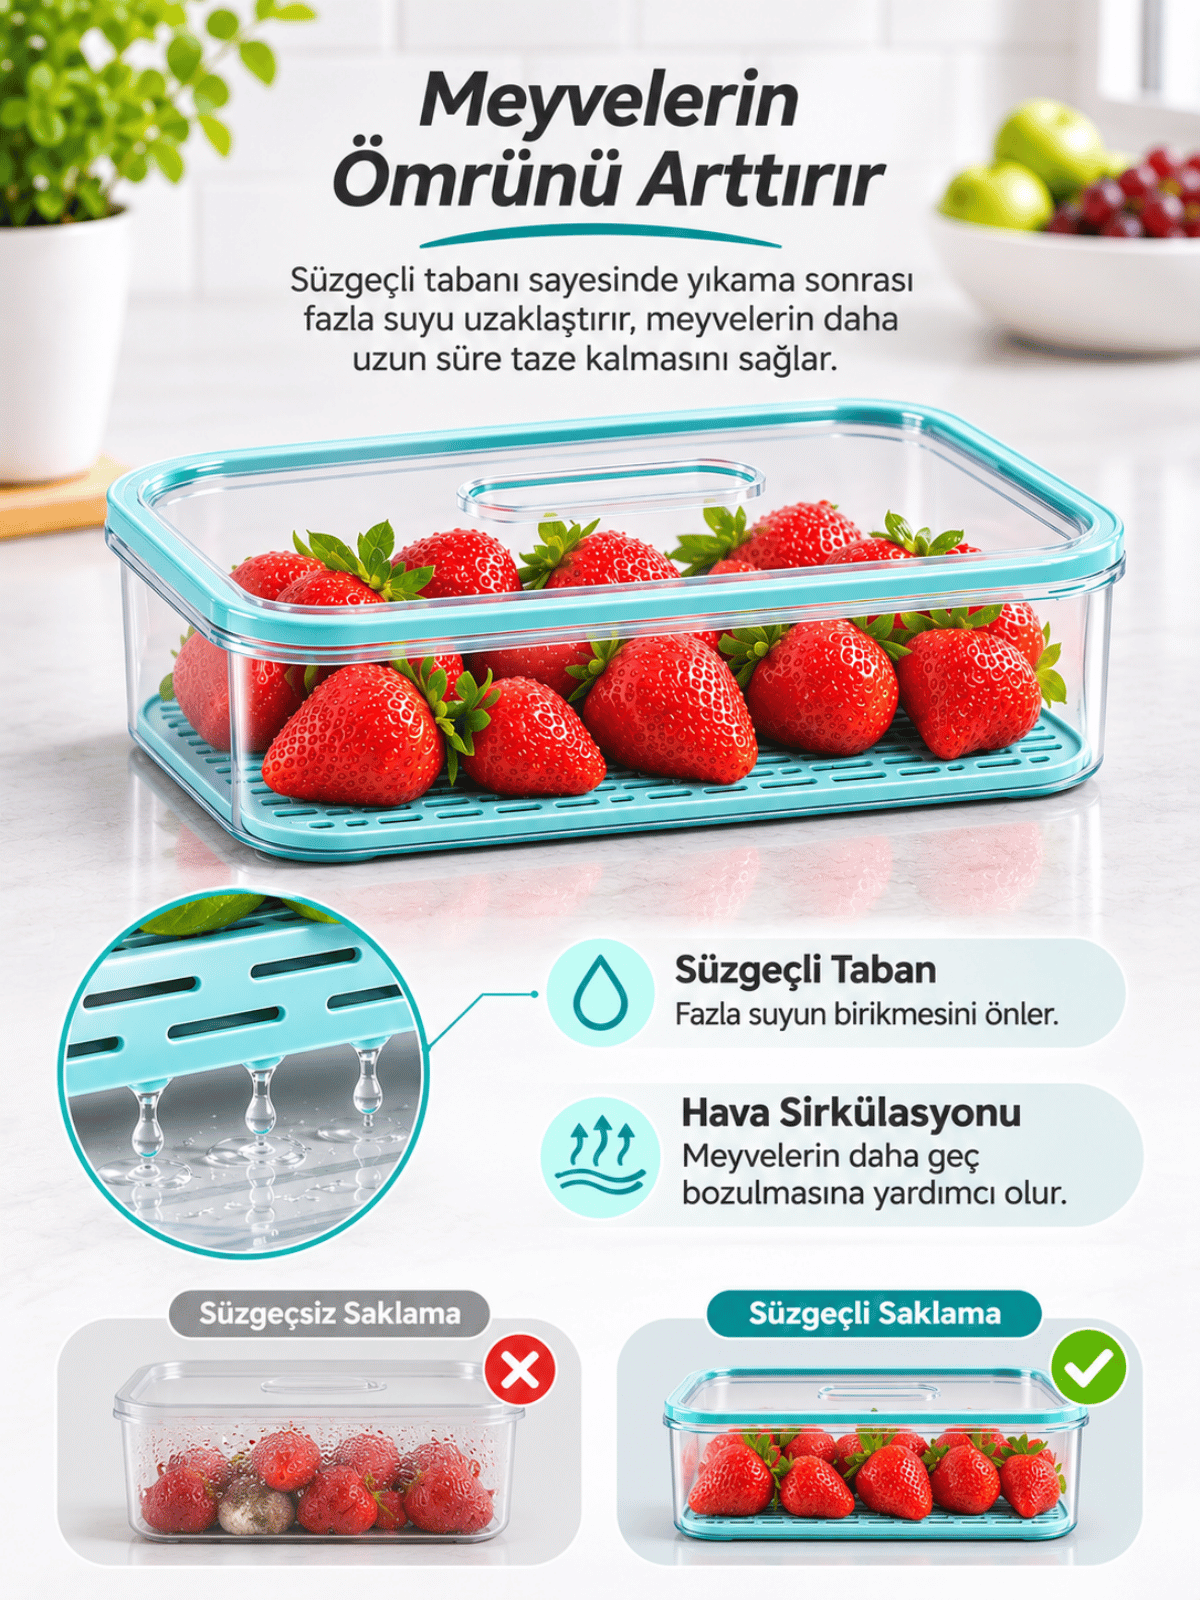 Meyvelerin
Ömrünü Arttırır
Süzgeçli tabanı sayesinde yıkama sonrası
fazla suyu uzaklaştırır, meyvelerin daha
uzun süre taze kalmasını sağlar.
Süzgeçli Taban
Fazla suyun birikmesini önler.
Hava Sirkülasyonu
Meyvelerin daha geç
bozulmasına yardımcı olur.
Süzgeçsiz Saklama
Süzgeçli Saklama